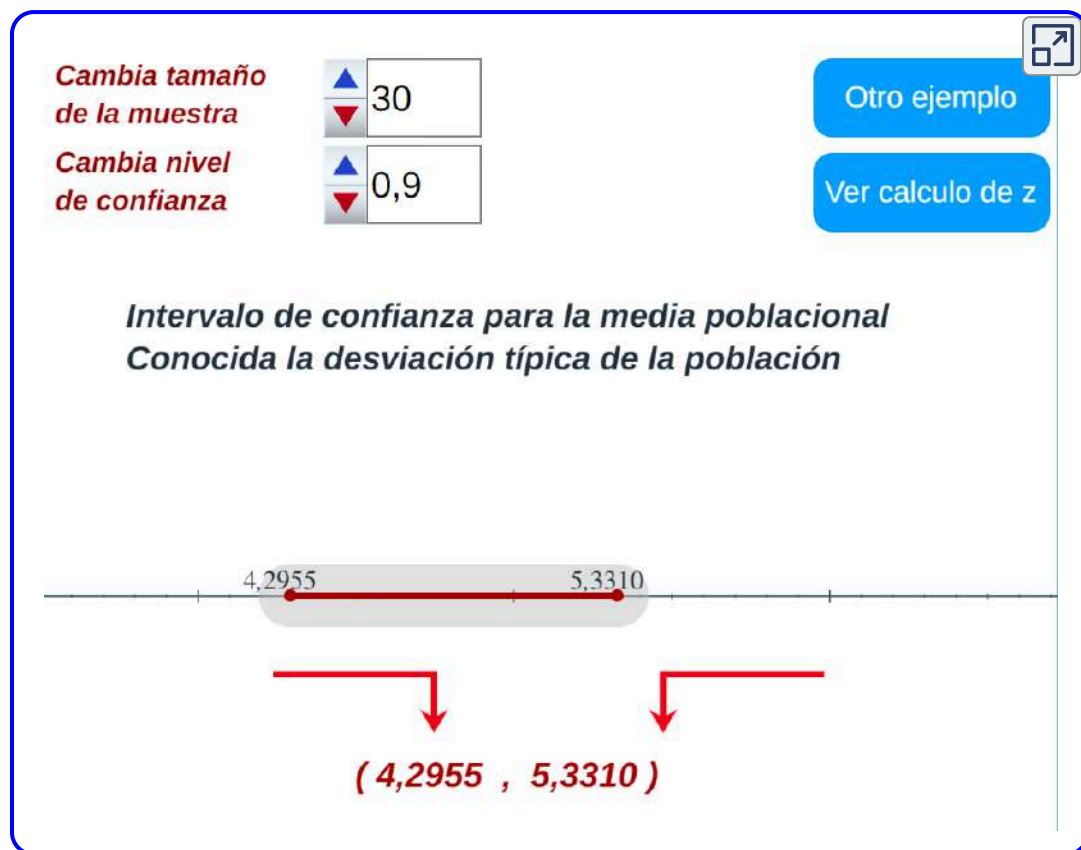 Cambia tamaño
de la muestra
30
Otro ejemplo
Cambia nivel
de confianza
0,9
Ver calculo de z
Intervalo de confianza para la media poblacional
Conocida la desviación típica de la población
4,2955
5,3310
( 4,2955 , 5,3310 )